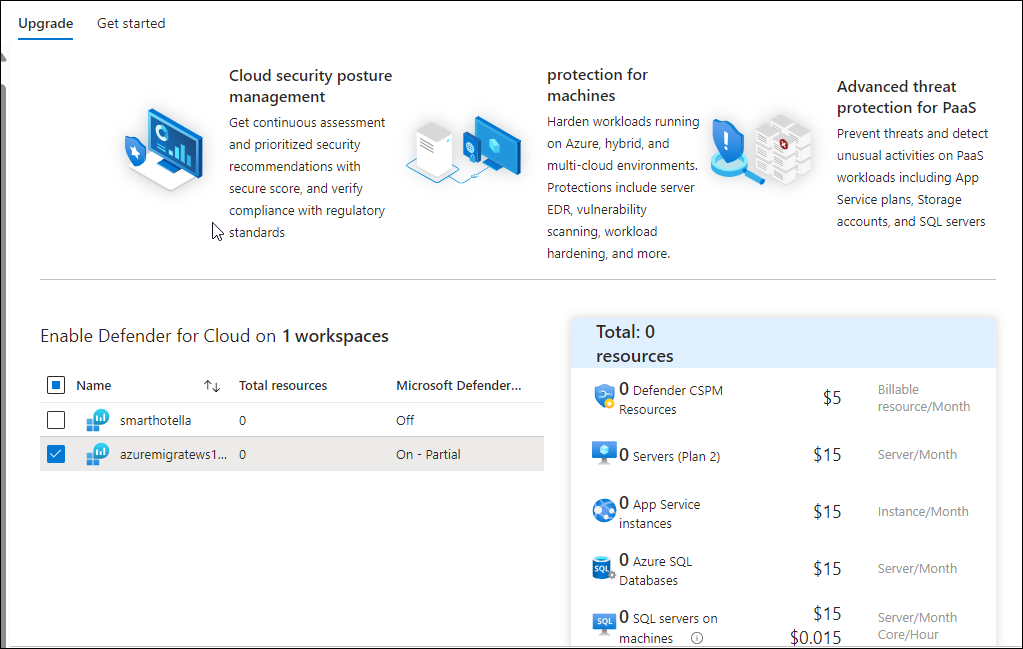 Upgrade Get started
Cloud security posture
management
Get continuous assessment
and prioritized security
recommendations with
secure score, and verify
compliance with regulatory
standards
protection for
machines
Harden workloads running
on Azure, hybrid, and
multi-cloud environments.
Protections include server
EDR, vulnerability
scanning, workload
hardening, and more.
Advanced threat
protection for PaaS
Prevent threats and detect
unusual activities on PaaS
workloads including App
Service plans, Storage
accounts, and SQL servers
Enable Defender for Cloud on 1 workspaces
Name Total resources Microsoft Defender...
smarthotella 0 Off
azuremigratews1... 0 On - Partial
Total: 0
resources
0 Defender CSPM
Resources
$5
Billable
resource/Month
0 Servers (Plan 2) $15 Server/Month
0 App Service
instances
$15 Instance/Month
SQL
0 Azure SQL
Databases
$15 Server/Month
SQL
0 SQL servers on
machines
$15 Server/Month
$0.015 Core/Hour